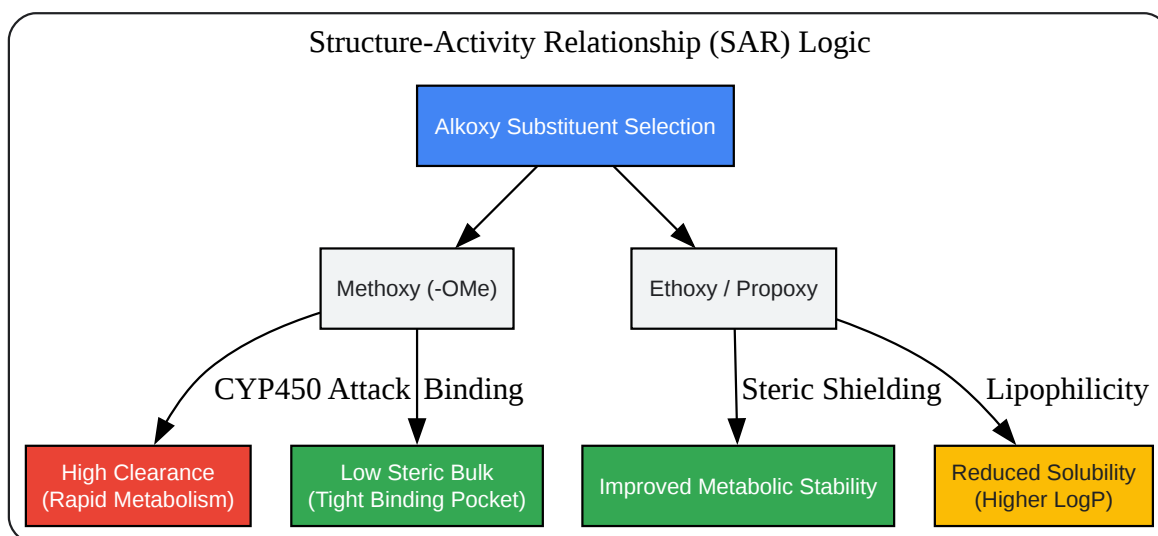 Structure-Activity Relationship (SAR) Logic
Alkoxy Substituent Selection
Methoxy (-OMe)
Ethoxy / Propoxy
CYP450 Attack
Binding
Steric Shielding
Lipophilicity
High Clearance
(Rapid Metabolism)
Low Steric Bulk
(Tight Binding Pocket)
Improved Metabolic Stability
Reduced Solubility
(Higher LogP)